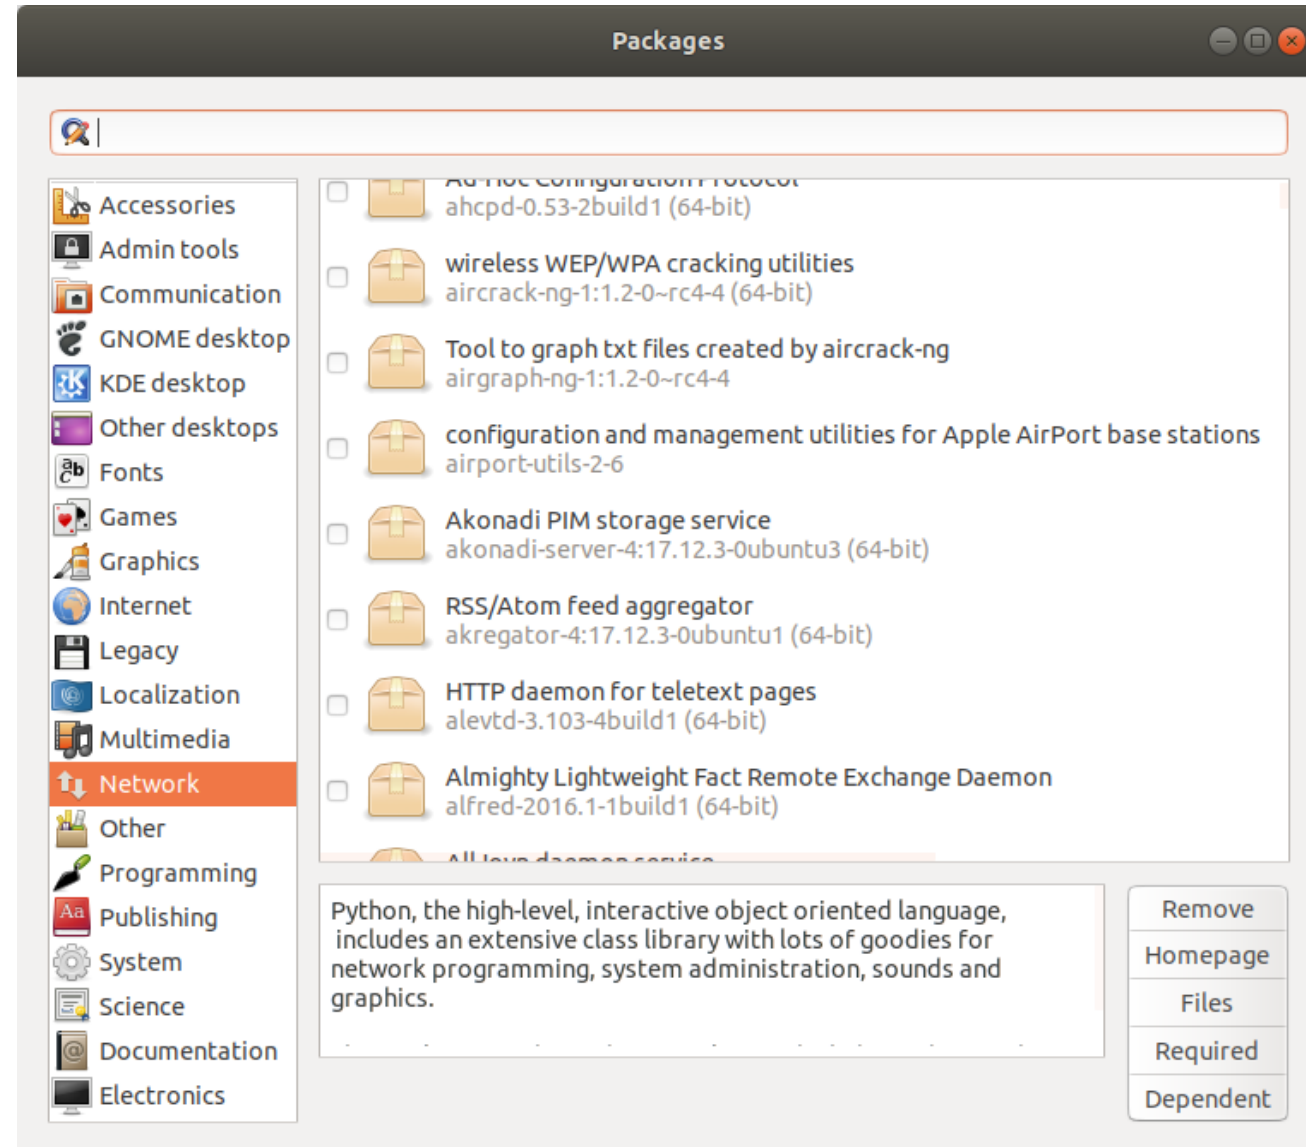 Packages
Accessories
Admin tools
Communication
GNOME desktop
KDE desktop
Other desktops
Fonts
Games
Graphics
Internet
Legacy
Localization
Multimedia
Network
Other
Programming
Publishing
System
Science
Documentation
Electronics
Ad-Hoc Configuration Protocol
ahcpd-0.53-2build1 (64-bit)
wireless WEP/WPA cracking utilities
aircrack-ng-1:1.2-0~rc4-4 (64-bit)
Tool to graph txt files created by aircrack-ng
airgraph-ng-1:1.2-0~rc4-4
configuration and management utilities for Apple AirPort base stations
airport-utils-2-6
Akonadi PIM storage service
akonadi-server-4:17.12.3-0ubuntu3 (64-bit)
RSS/Atom feed aggregator
akregator-4:17.12.3-0ubuntu1 (64-bit)
HTTP daemon for teletext pages
alevtd-3.103-4build1 (64-bit)
Almighty Lightweight Fact Remote Exchange Daemon
alfred-2016.1-1build1 (64-bit)
AllJoyn daemon service
Python, the high-level, interactive object oriented language,
includes an extensive class library with lots of goodies for
network programming, system administration, sounds and
graphics.
Remove
Homepage
Files
Required
Dependent